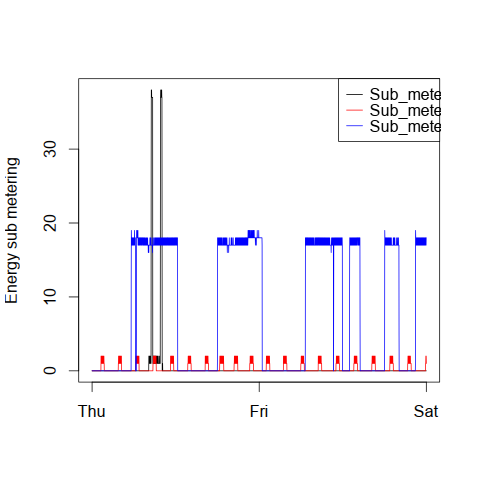 Sub_mete
Sub_mete
Sub_mete
Energy sub metering
30
20
10
0
Thu Fri Sat